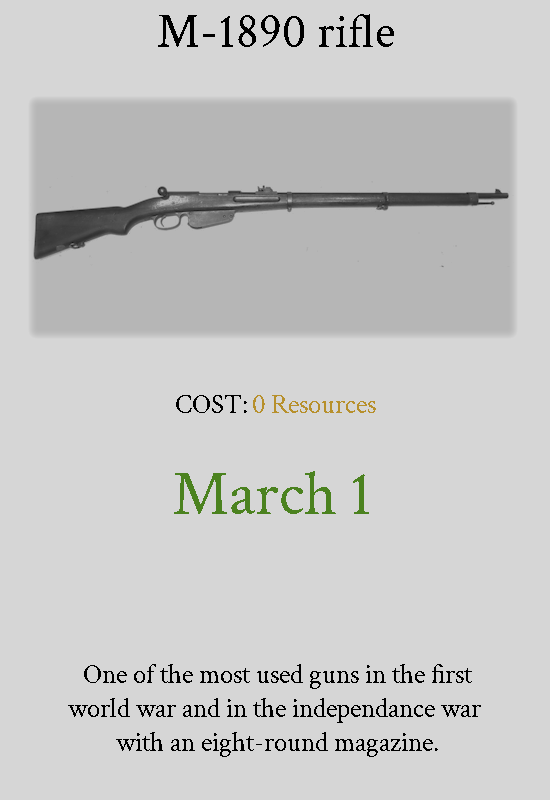 M-1890 rifle
COST: 0 Resources
March 1
One of the most used guns in the first
world war and in the independance war
with an eight-round magazine.